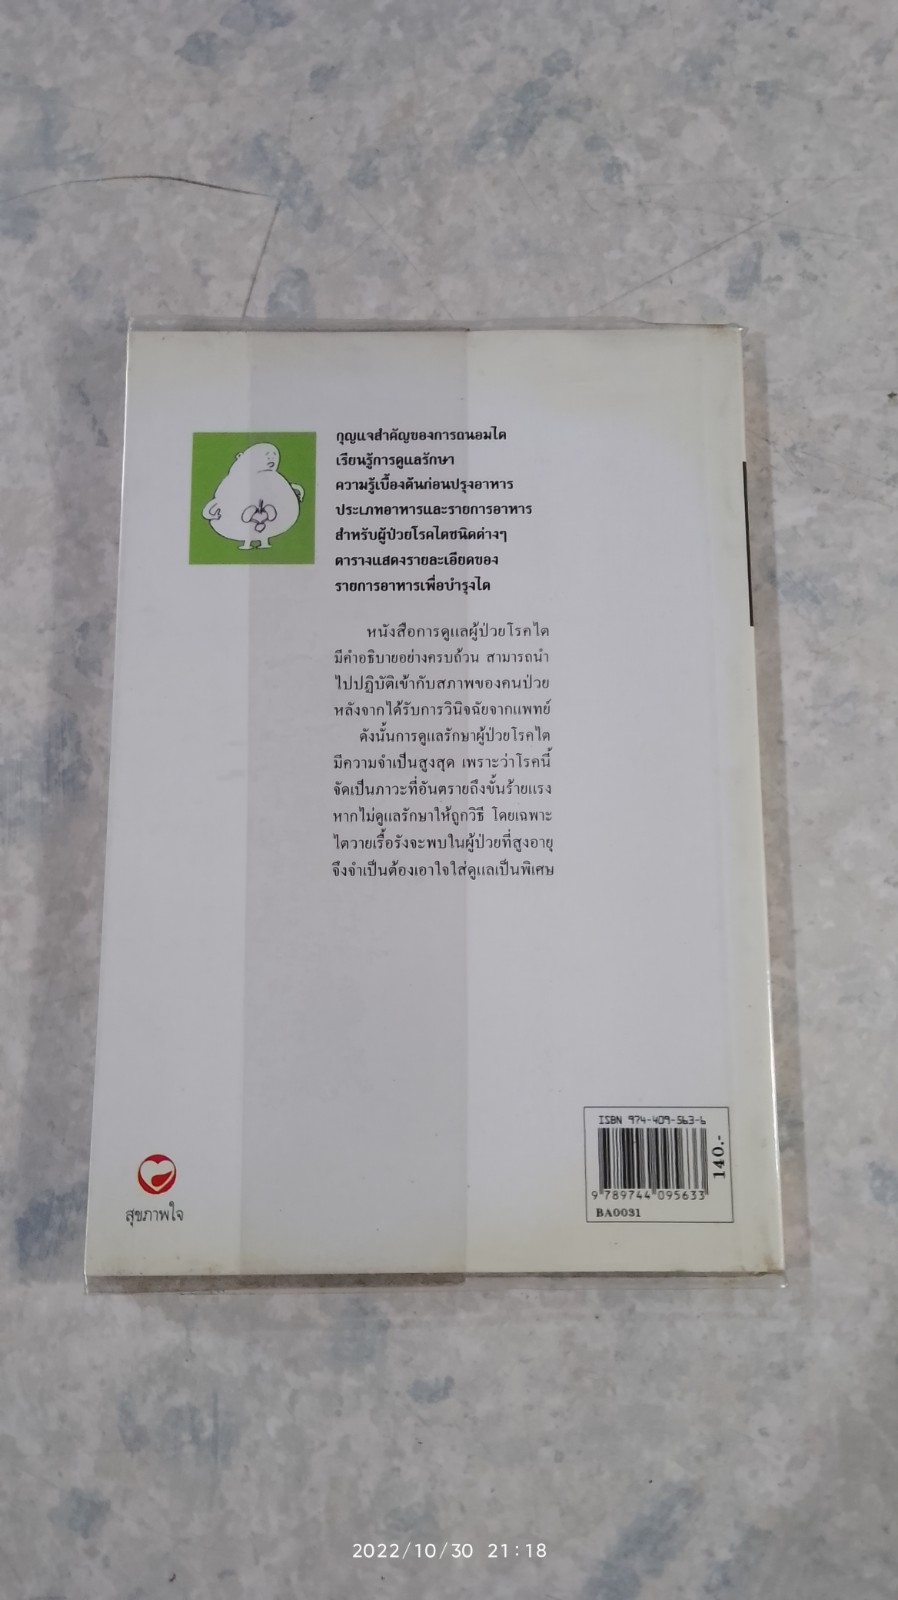 กุญแจสำคัญของการถนอมไต
เรียนรู้การดูแลรักษา
ความรู้เบื้องต้นก่อนปรุงอาหาร
ประเภทอาหารและรายการอาหาร
สำหรับผู้ป่วยโรคไตชนิดต่างๆ
ตารางแสดงรายละเอียดของ
รายการอาหารเพื่อบำรุงไต
หนังสือการดูแลผู้ป่วยโรคไต
มีคำอธิบายอย่างครบถ้วน สามารถนำ
ไปปฏิบัติเข้ากับสภาพของคนป่วย
หลังจากได้รับการวินิจฉัยจากแพทย์
ดังนั้นการดูแลรักษาผู้ป่วยโรคไต
มีความจำเป็นสูงสุด เพราะว่าโรคนี้
จัดเป็นภาวะที่อันตรายถึงขั้นร้ายแรง
หากไม่ดูแลรักษาให้ถูกวิธี โดยเฉพาะ
ไตวายเรื้อรังจะพบในผู้ป่วยที่สูงอายุ
จึงจำเป็นต้องเอาใจใส่ดูแลเป็นพิเศษ
ISBN 974-409-563-6
140.-
9 789744 095633
BA0031
สุขภาพใจ
2022/10/30 21:18